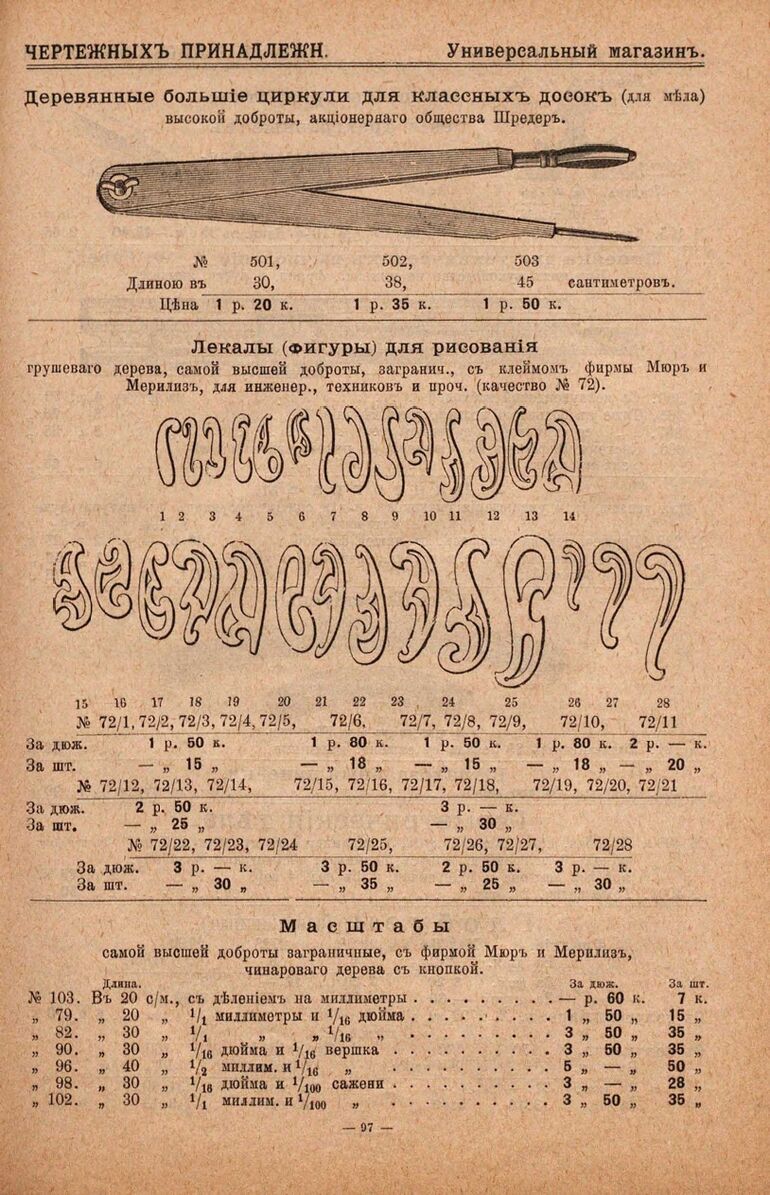 ЧЕРТЕЖНЫХЪ ПРИНАДЛЕЖН. Универсальный магазинъ.
Деревянные большіе циркули для классныхъ досокъ (для мѣла)
высокой доброты, акціонернаго общества Шредеръ.
№ 501, 502, 503
Длиною въ 30, 38, 45 сантиметровъ.
Цѣна 1 р. 20 к. 1 р. 35 к. 1 р. 50 к.
Лекалы (фигуры) для рисованія
грушеваго дерева, самой высшей доброты, загранич., съ клеймомъ фирмы Мюръ и
Мерилизъ, для инженер., техниковъ и проч. (качество № 72).
1 2 3 4 5 6 7 8 9 10 11 12 13 14
15 16 17 18 19 20 21 22 23 24 25 26 27 28
№ 72/1, 72/2, 72/3, 72/4, 72/5, 72/6, 72/7, 72/8, 72/9, 72/10, 72/11
За дюж. 1 р. 50 к. 1 р. 80 к. 1 р. 50 к. 1 р. 80 к. 2 р. — к.
За шт. — „ 15 „ — „ 18 „ — „ 15 „ — „ 18 „ — „ 20 „
№ 72/12, 72/13, 72/14, 72/15, 72/16, 72/17, 72/18, 72/19, 72/20, 72/21
За дюж. 2 р. 50 к. 3 р. — к.
За шт. — „ 25 „ — „ 30 „
№ 72/22, 72/23, 72/24 72/25, 72/26, 72/27, 72/28
За дюж. 3 р. — к. 3 р. 50 к. 2 р. 50 к. 3 р. — к.
За шт. — „ 30 „ — „ 35 „ — „ 25 „ — „ 30 „
Масштабы
самой высшей доброты заграничные, съ фирмой Мюръ и Мерилизъ,
чинароваго дерева съ кнопкой.
Длина. За дюж. За шт.
№ 103. Въ 20 с/м., съ дѣленіемъ на миллиметры . . . . . . . . . . — р. 60 к. 7 к.
„ 79. „ 20 „ 1/1 миллиметры и 1/16 дюйма . . . . . . . . . 1 „ 50 „ 15 „
„ 82. „ 30 „ 1/1 „ „ 1/16 „ . . . . . . . . . . 3 „ 50 „ 35 „
„ 90. „ 30 „ 1/16 дюйма и 1/16 вершка . . . . . . . . . . 3 „ 50 „ 35 „
„ 96. „ 40 „ 1/2 миллим. и 1/16 „ . . . . . . . . . . 5 „ — „ 50 „
„ 98. „ 30 „ 1/16 дюйма и 1/100 сажени . . . . . . . . . . 3 „ — „ 28 „
„ 102. „ 30 „ 1/1 миллим. и 1/100 „ . . . . . . . . . . 3 „ 50 „ 35 „
— 97 —